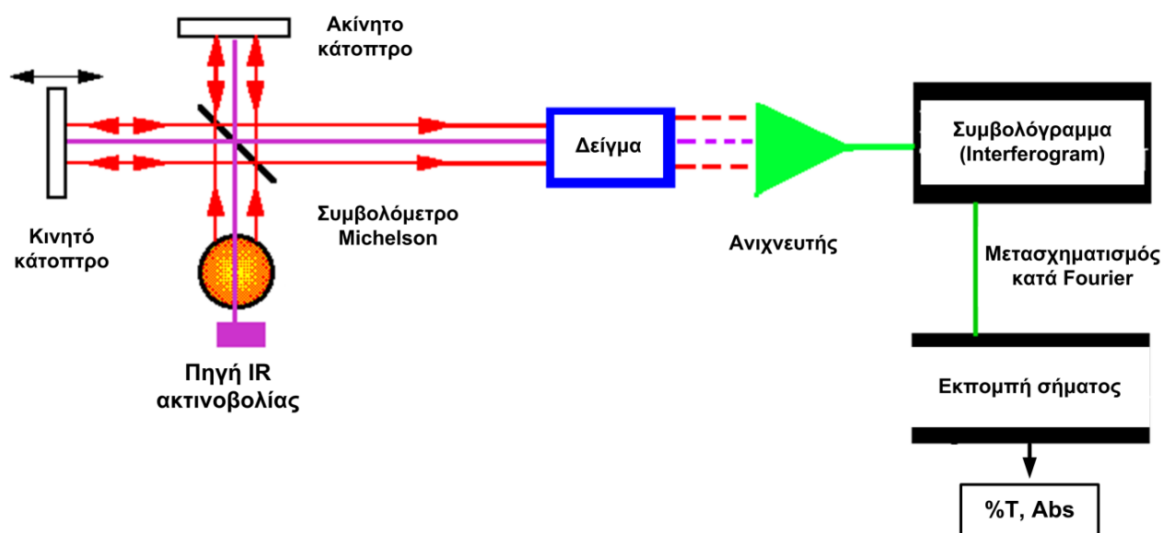 Ακίνητο
κάτοπτρο
Κινητό
κάτοπτρο
Συμβολόμετρο
Michelson
Πηγή IR
ακτινοβολίας
Δείγμα
Ανιχνευτής
Συμβολόγραμμα
(Interferogram)
Μετασχηματισμός
κατά Fourier
Εκπομπή σήματος
%T, Abs